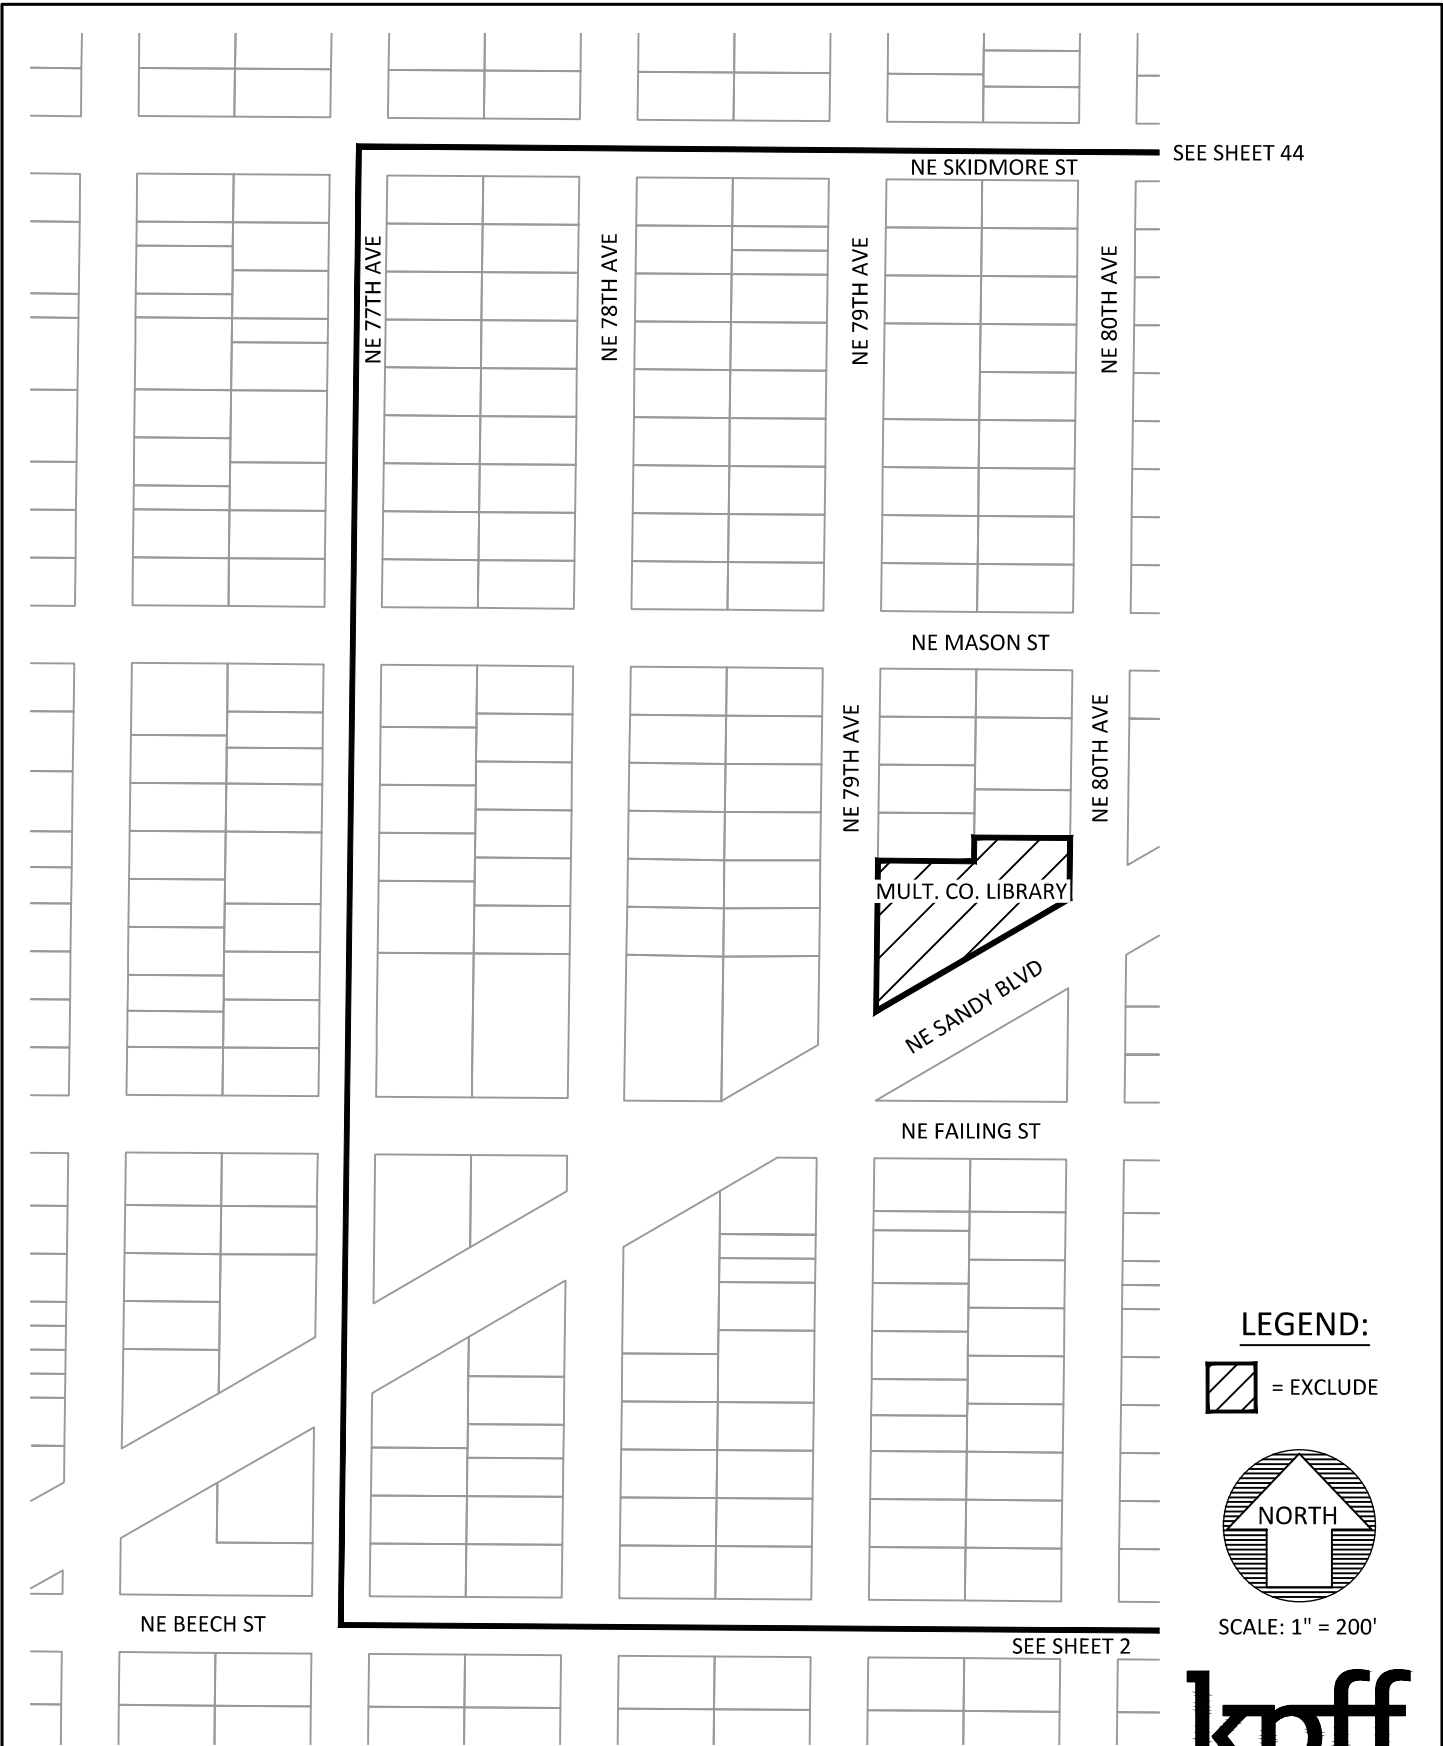 SEE SHEET 44
NE SKIDMORE ST
NE 77TH AVE
NE 78TH AVE
NE 79TH AVE
NE 80TH AVE
NE MASON ST
NE 79TH AVE
NE 80TH AVE
MULT. CO. LIBRARY
NE SANDY BLVD
NE FAILING ST
LEGEND:
= EXCLUDE
NORTH
SCALE: 1" = 200'
NE BEECH ST
SEE SHEET 2
kpff